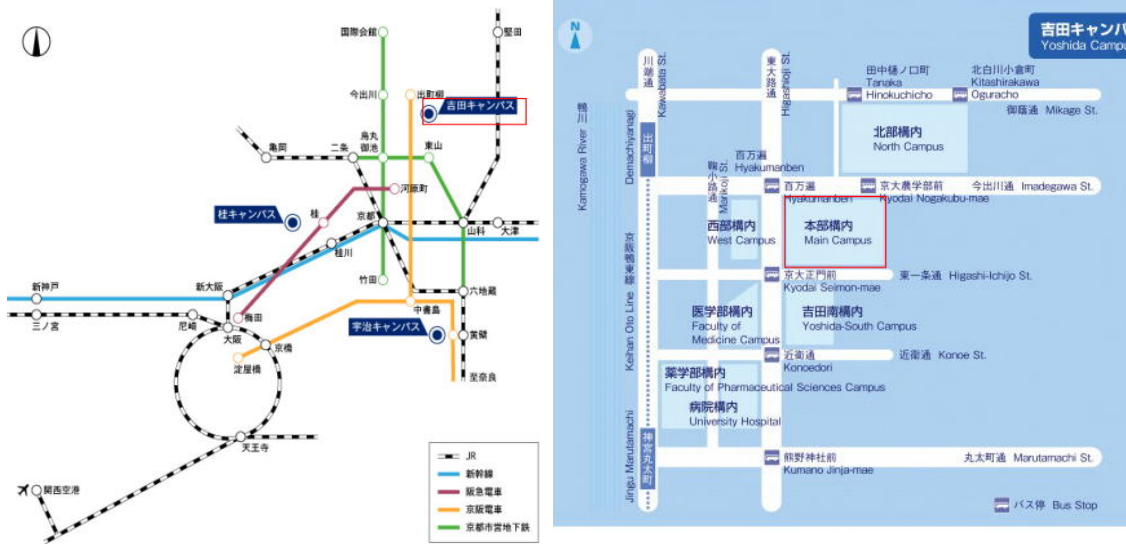 国際会館
堅田
今出川
出町柳
吉田キャンパス
烏丸
御池
東山
亀岡
二条
河原町
桂キャンパス
桂
京都
山科
大津
桂川
新神戸
新大阪
竹田
六地蔵
三ノ宮
尼崎
梅田
大阪
中書島
宇治キャンパス
黄檗
京橋
淀屋橋
至奈良
天王寺
関西空港
JR
新幹線
阪急電車
京阪電車
京都市営地下鉄
N
吉田キャンパ
Yoshida Campu
川端通
Kawabata St.
東大路通
Higashioji St.
田中樋ノ口町
Tanaka
Hinokuchicho
北白川小倉町
Kitashirakawa
Oguracho
御蔭通 Mikage St.
鴨川
Kamogawa River
出町柳
Demachiyanagi
北部構内
North Campus
百万遍
Hyakumanben
鞠小路通
Marikoji St.
百万遍
Hyakumanben
京大農学部前
Kyodai Nogakubu-mae
今出川通 Imadegawa St.
西部構内
West Campus
本部構内
Main Campus
京阪鴨東線
Keihan Oto Line
京大正門前
Kyodai Seimon-mae
東一条通 Higashi-Ichijo St.
医学部構内
Faculty of
Medicine Campus
吉田南構内
Yoshida-South Campus
近衛通
Konoedori
近衛通 Konoe St.
薬学部構内
Faculty of Pharmaceutical Sciences Campus
病院構内
University Hospital
神宮丸太町
Jingu Marutamachi
熊野神社前
Kumano Jinja-mae
丸太町通 Marutamachi St.
バス停 Bus Stop